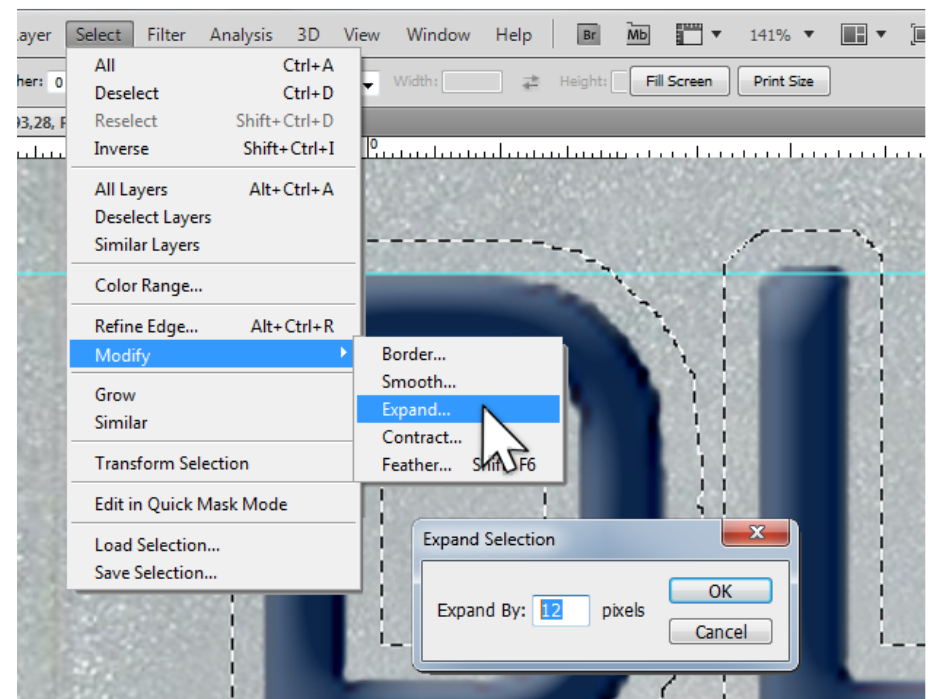 ayer Select Filter Analysis 3D View Window Help Br Mb 141%
her: 0 Width: Height: Fill Screen Print Size
93,28,
0
All Ctrl+A
Deselect Ctrl+D
Reselect Shift+Ctrl+D
Inverse Shift+Ctrl+I
All Layers Alt+Ctrl+A
Deselect Layers
Similar Layers
Color Range...
Refine Edge... Alt+Ctrl+R
Modify
Border...
Smooth...
Expand...
Contract...
Feather... F6
Grow
Similar
Transform Selection
Edit in Quick Mask Mode
Load Selection...
Save Selection...
Expand Selection
Expand By: 12 pixels
OK
Cancel